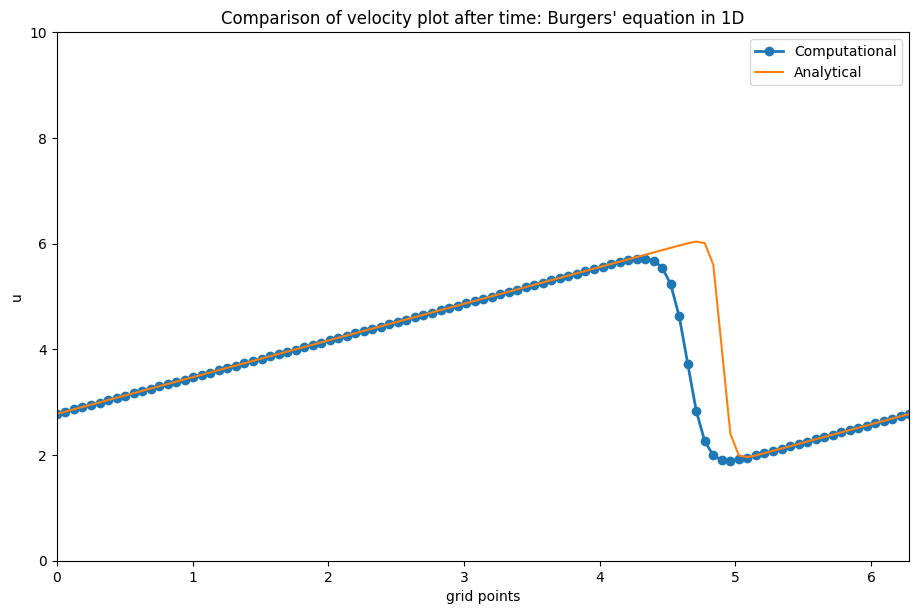 Comparison of velocity plot after time: Burgers' equation in 1D
Computational
Analytical
10
8
6
4
2
0
u
0 1 2 3 4 5 6
grid points